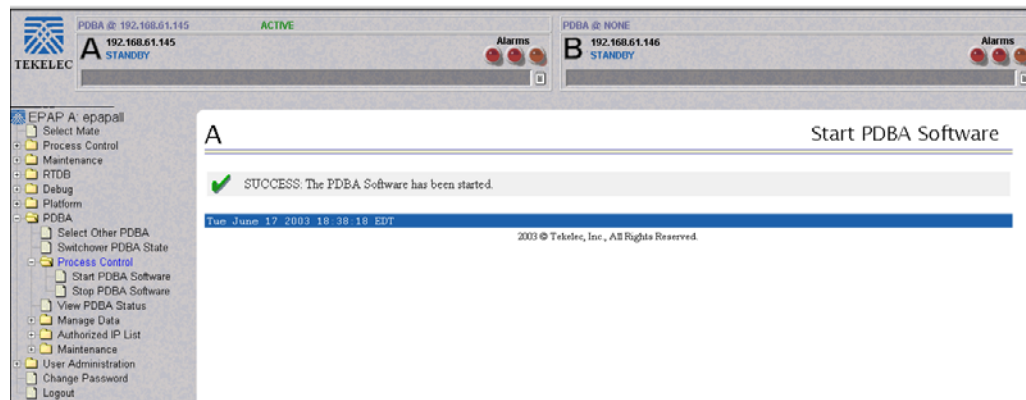 PDBA @ 192.168.61.145 ACTIVE
A 192.168.61.145
STANDBY
Alarms
PDBA @ NONE
B 192.168.61.146
STANDBY
Alarms
TEKELEC
EPAP A: epapall
Select Mate
Process Control
Maintenance
RTDB
Debug
Platform
PDBA
Select Other PDBA
Switchover PDBA State
Process Control
Start PDBA Software
Stop PDBA Software
View PDBA Status
Manage Data
Authorized IP List
Maintenance
User Administration
Change Password
Logout
A Start PDBA Software
SUCCESS: The PDBA Software has been started.
Tue June 17 2003 18:38:18 EDT
2003 © Tekelec, Inc., All Rights Reserved.